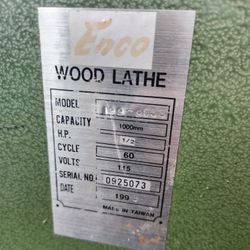 Enco
WOOD LATHE
MODEL
CAPACITY 1000mm
H.P. 1/2
CYCLE 60
VOLTS 115
SERIAL NO. 0925073
DATE 199
MADE IN TAIWAN